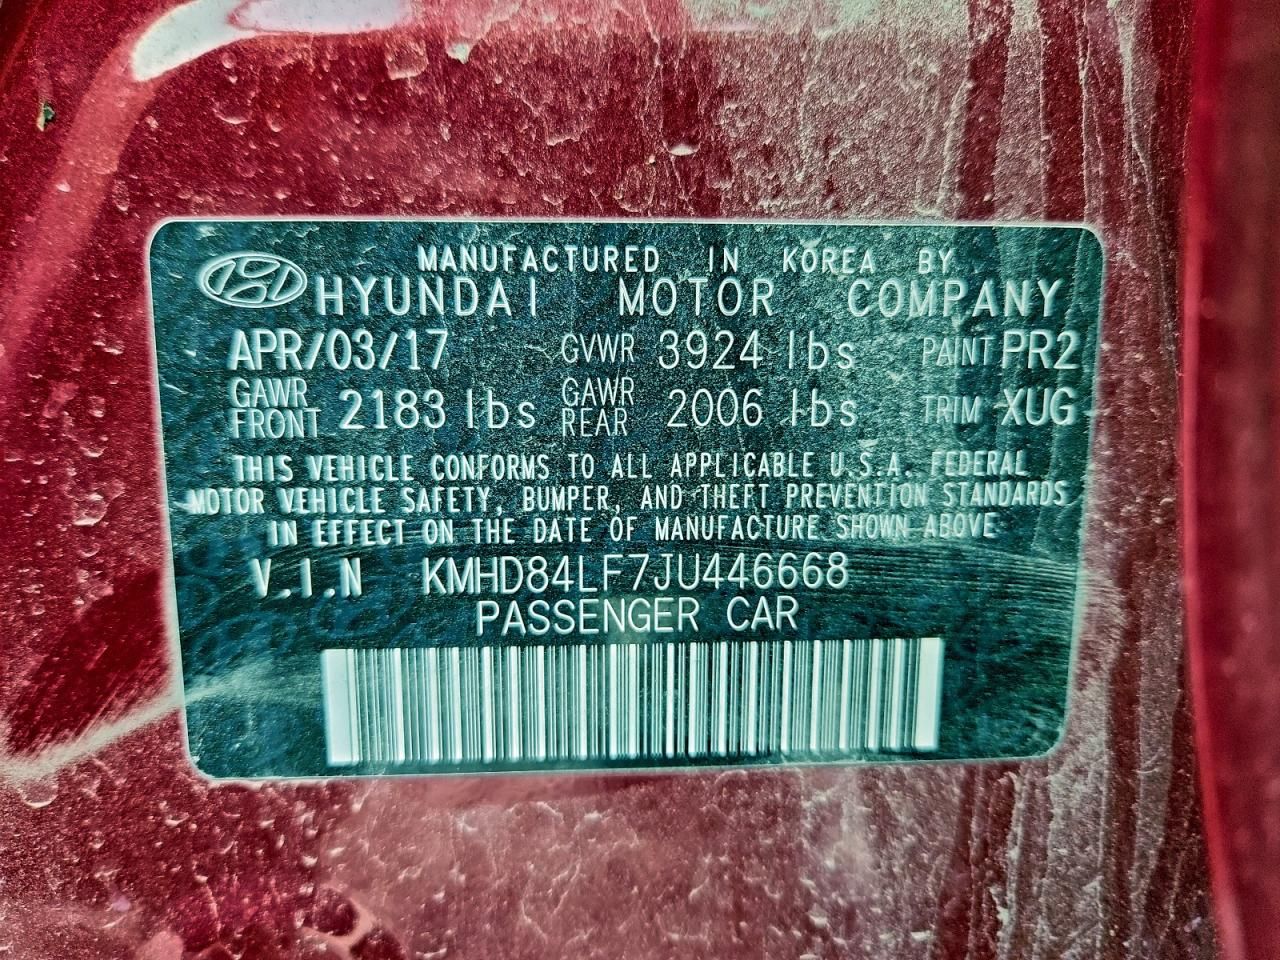 MANUFACTURED IN KOREA BY
HYUNDAI MOTOR COMPANY
APR/03/17 GVWR 3924 lbs PAINT PR2
GAWR FRONT 2183 lbs GAWR REAR 2006 lbs TRIM XUG
THIS VEHICLE CONFORMS TO ALL APPLICABLE U.S.A. FEDERAL
MOTOR VEHICLE SAFETY, BUMPER, AND THEFT PREVENTION STANDARDS
IN EFFECT ON THE DATE OF MANUFACTURE SHOWN ABOVE
V.I.N KMHD84LF7JU446668
PASSENGER CAR